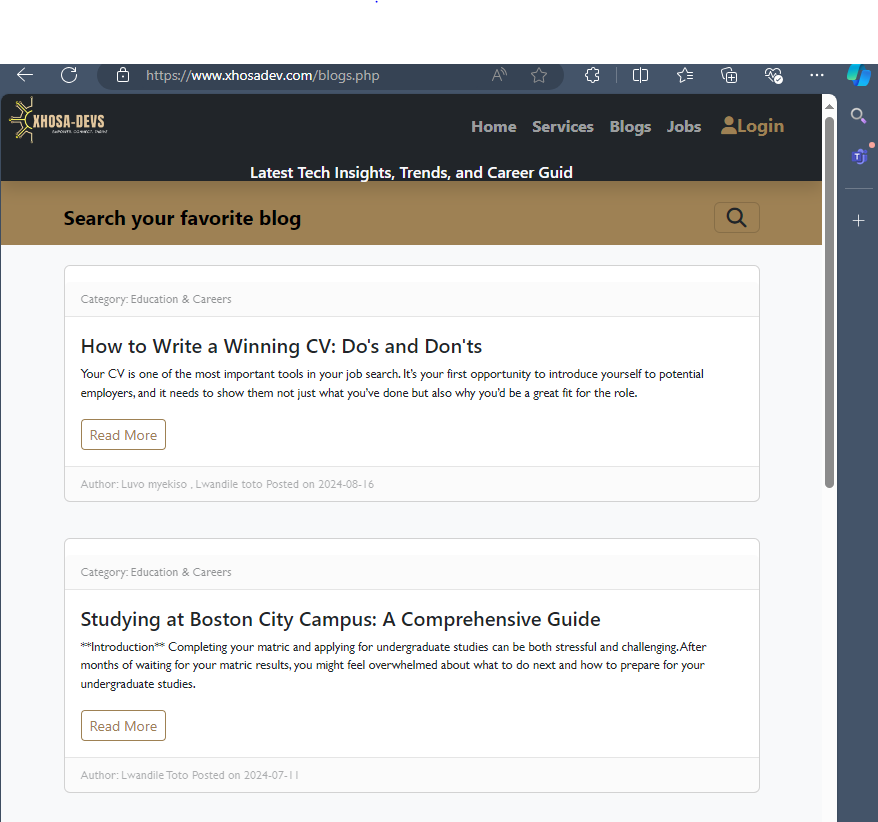 https://www.xhosadev.com/blogs.php
XHOSA-DEVS
EMPOWER. CONNECT. THRIVE
Home Services Blogs Jobs Login
Latest Tech Insights, Trends, and Career Guid
Search your favorite blog
Category: Education & Careers
How to Write a Winning CV: Do's and Don'ts
Your CV is one of the most important tools in your job search. It’s your first opportunity to introduce yourself to potential
employers, and it needs to show them not just what you’ve done but also why you’d be a great fit for the role.
Read More
Author: Luvo myekiso , Lwandile toto Posted on 2024-08-16
Category: Education & Careers
Studying at Boston City Campus: A Comprehensive Guide
**Introduction** Completing your matric and applying for undergraduate studies can be both stressful and challenging. After
months of waiting for your matric results, you might feel overwhelmed about what to do next and how to prepare for your
undergraduate studies.
Read More
Author: Lwandile Toto Posted on 2024-07-11